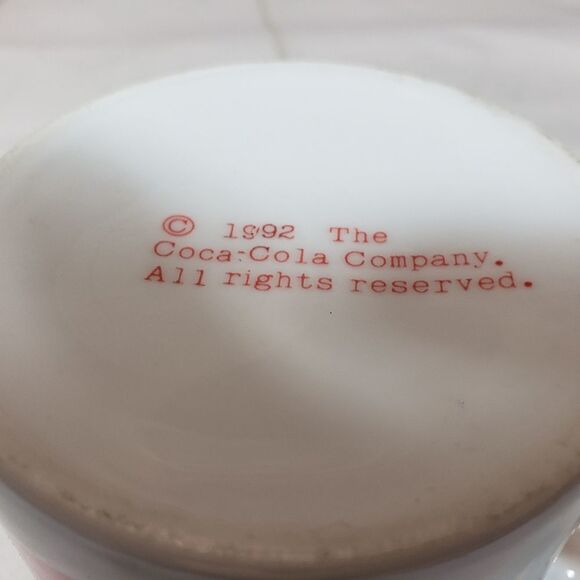 © 1992 The
Coca-Cola Company.
All rights reserved.